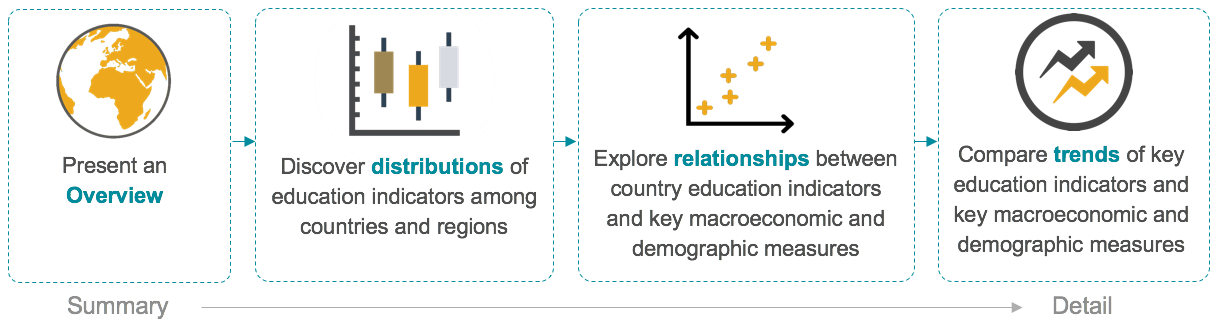 Present an
Overview
Discover distributions of
education indicators among
countries and regions
Explore relationships between
country education indicators
and key macroeconomic and
demographic measures
Compare trends of key
education indicators and
key macroeconomic and
demographic measures
Summary
Detail